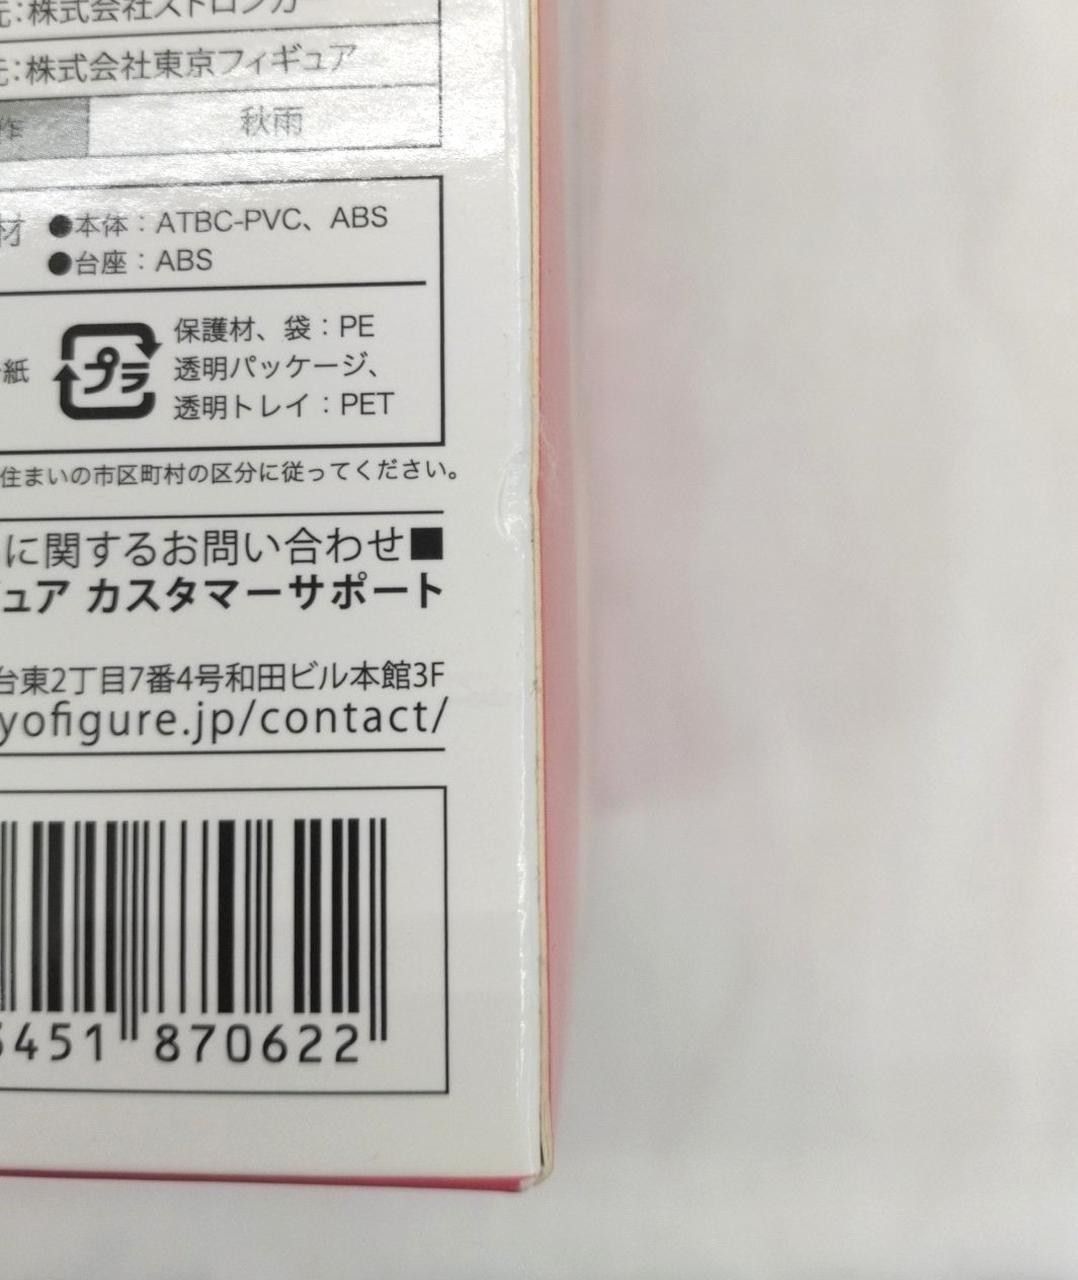 元:株式会社ストロンガー
元:株式会社東京フィギュア
作 秋雨
材 ●本体：ATBC-PVC、ABS
●台座：ABS
紙 プラ 保護材、袋：PE
透明パッケージ、
透明トレイ：PET
住まいの市区町村の区分に従ってください。
に関するお問い合わせ■
ュア カスタマーサポート
台東2丁目7番4号和田ビル本館3F
yofigure.jp/contact/
451 870622